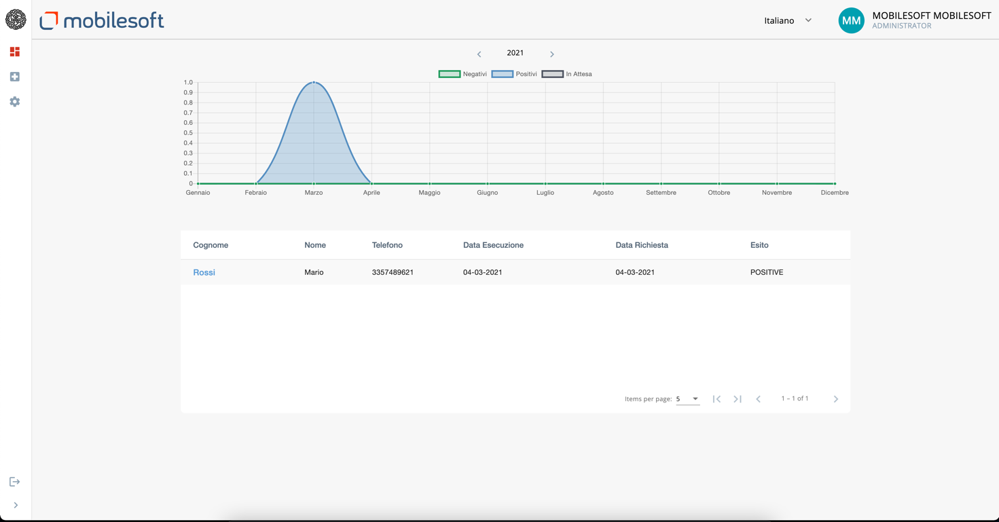 mobilesoft
Italiano
MM
MOBILESOFT MOBILESOFT
ADMINISTRATOR
2021
Negativi Positivi In Attesa
1.0
0.9
0.8
0.7
0.6
0.5
0.4
0.3
0.2
0.1
0
Gennaio Febraio Marzo Aprile Maggio Giugno Luglio Agosto Settembre Ottobre Novembre Dicembre
Cognome Nome Telefono Data Esecuzione Data Richiesta Esito
Rossi Mario 3357489621 04-03-2021 04-03-2021 POSITIVE
Items per page: 5 1 – 1 of 1